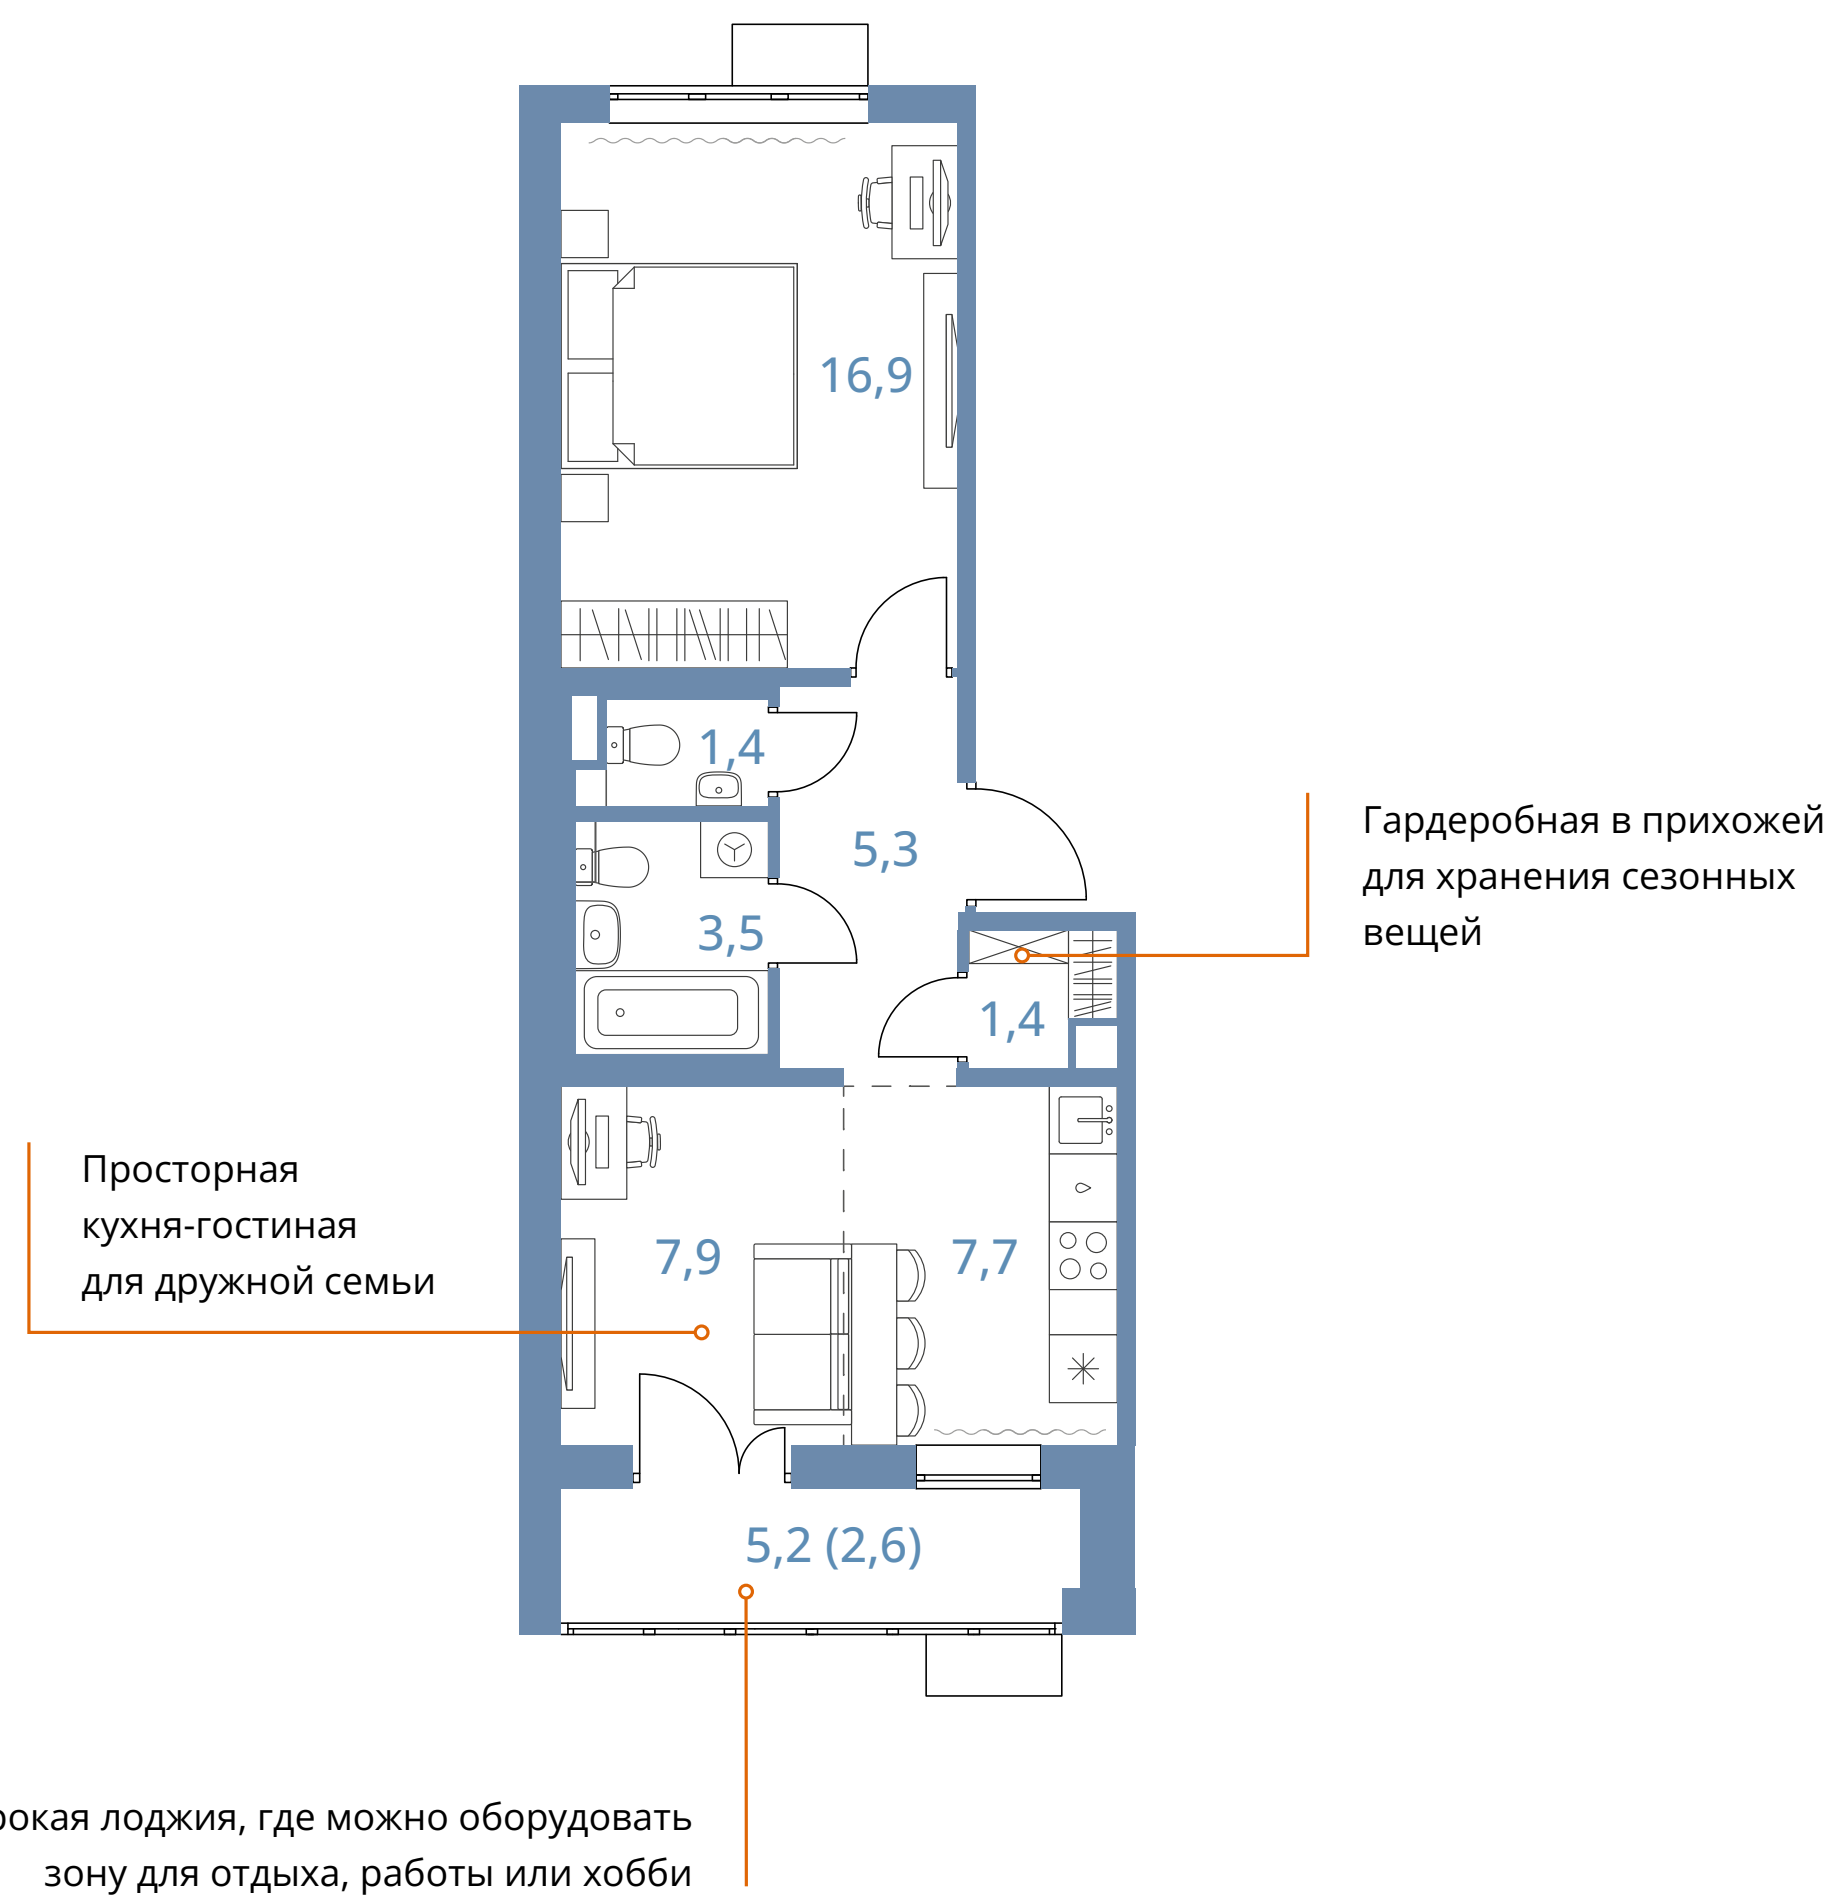 16,9
1,4
5,3
Гардеробная в прихожей
для хранения сезонных
вещей
3,5
1,4
Просторная
кухня-гостиная
для дружной семьи
7,9
7,7
5,2 (2,6)
лоджия, где можно оборудовать
зону для отдыха, работы или хобби